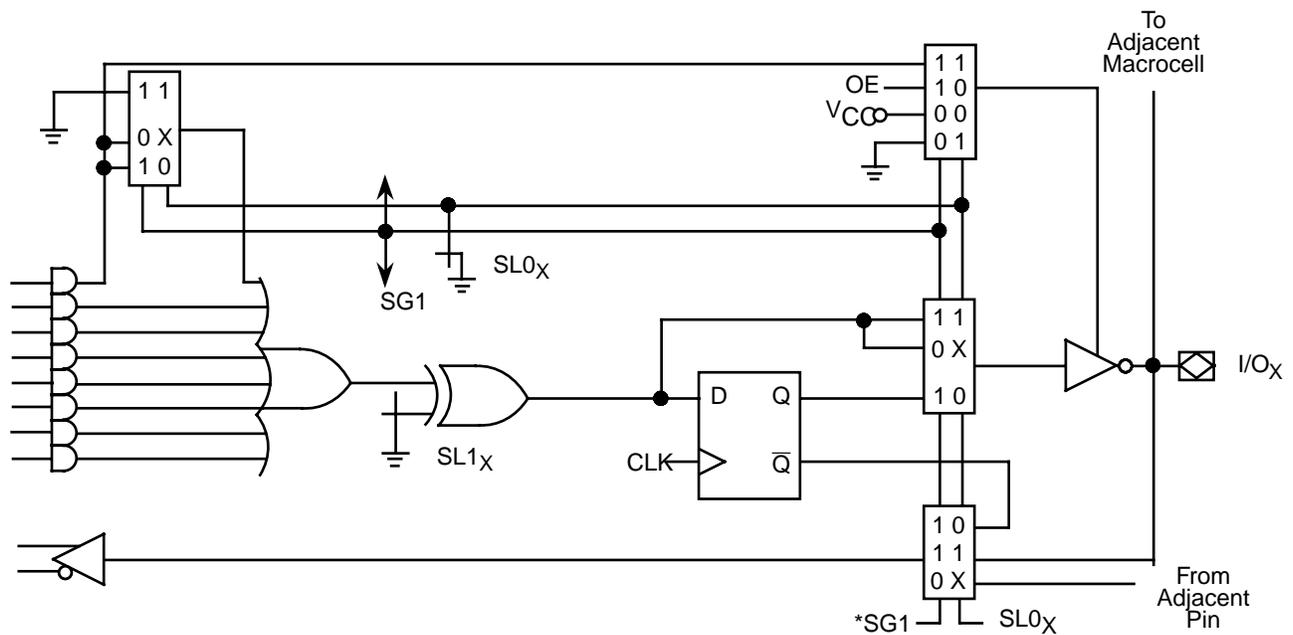 To
Adjacent
Macrocell
1 1
0 X
1 0
OE
VCC
1 1
1 0
0 0
0 1
SG1
SL0X
1 1
0 X
1 0
D Q
CLK Q̅
SL1X
I/OX
1 0
1 1
0 X
*SG1
SL0X
From
Adjacent
Pin